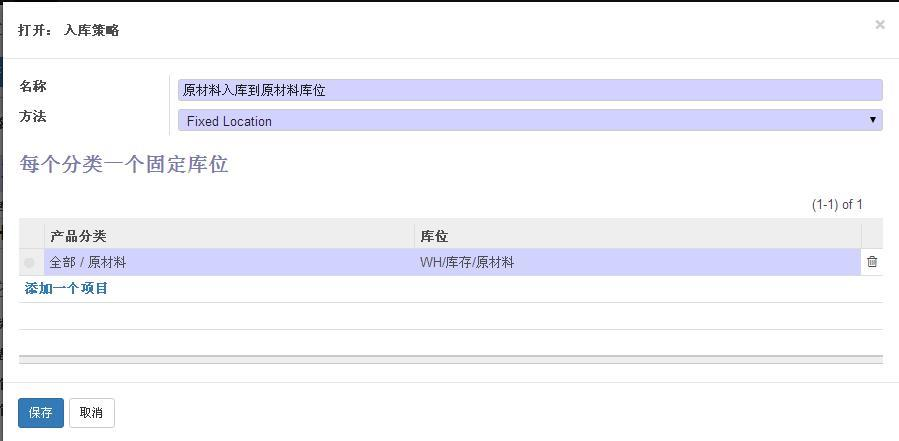 打开： 入库策略
×
名称
原材料入库到原材料库位
方法
Fixed Location
每个分类一个固定库位
(1-1) of 1
产品分类 库位
全部 / 原材料 WH/库存/原材料
添加一个项目
保存 取消